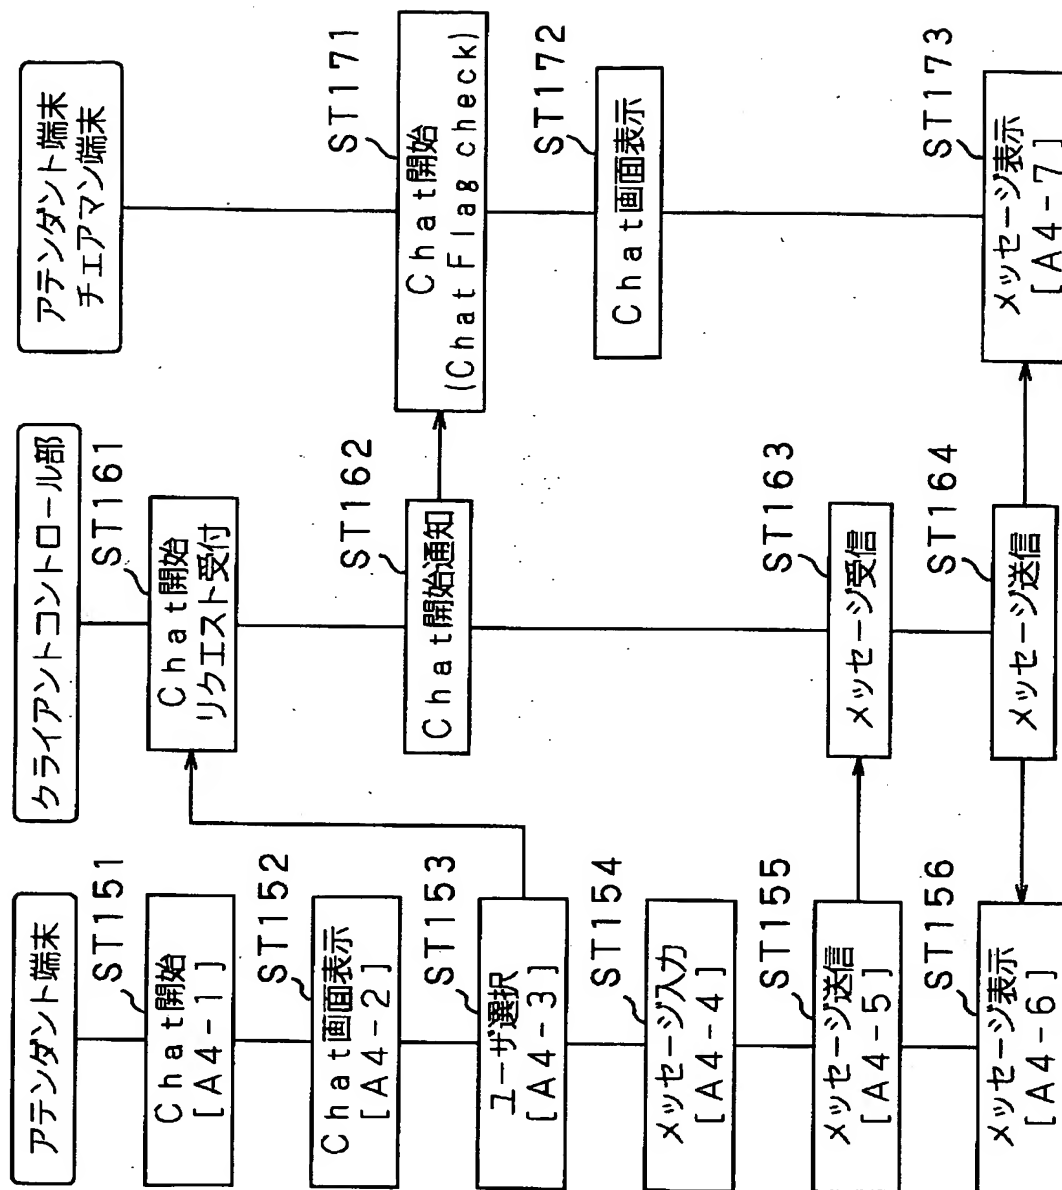 アテンダント端末
ST151
Chat開始
[A4-1]
ST152
Chat画面表示
[A4-2]
ST153
ユーザ選択
[A4-3]
ST154
メッセージ入力
[A4-4]
ST155
メッセージ送信
[A4-5]
ST156
メッセージ表示
[A4-6]
クライアントコントロール部
ST161
Chat開始
リクエスト受付
ST162
Chat開始通知
ST163
メッセージ受信
ST164
メッセージ送信
アテンダント端末
チェアマン端末
ST171
Chat開始
(Chat Flag check)
ST172
Chat画面表示
ST173
メッセージ表示
[A4-7]